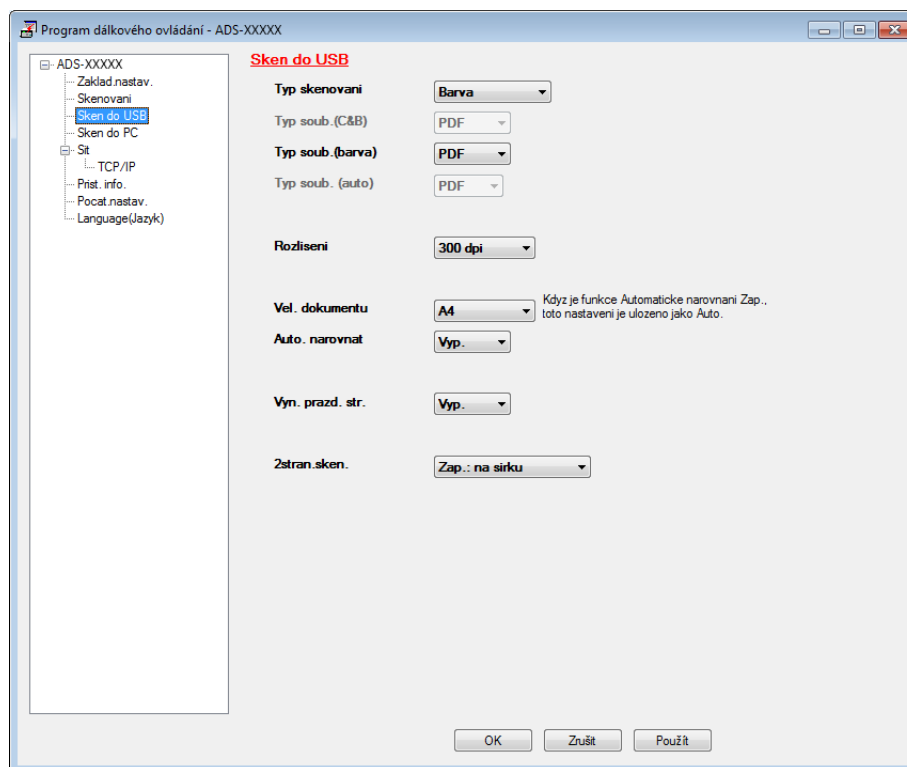 Program dálkového ovládání - ADS-XXXXX
ADS-XXXXX
Zaklad.nastav.
Skenovani
Sken do USB
Sken do PC
Sit
TCP/IP
Prist. info.
Pocat.nastav.
Language(Jazyk)
Sken do USB
Typ skenovani Barva
Typ soub.(C&B) PDF
Typ soub.(barva) PDF
Typ soub. (auto) PDF
Rozliseni 300 dpi
Vel. dokumentu A4 Kdyz je funkce Automaticke narovnani Zap.,
toto nastaveni je ulozeno jako Auto.
Auto. narovnat Vyp.
Vyn. prazd. str. Vyp.
2stran.sken. Zap.: na sirku
OK Zrušit Použít